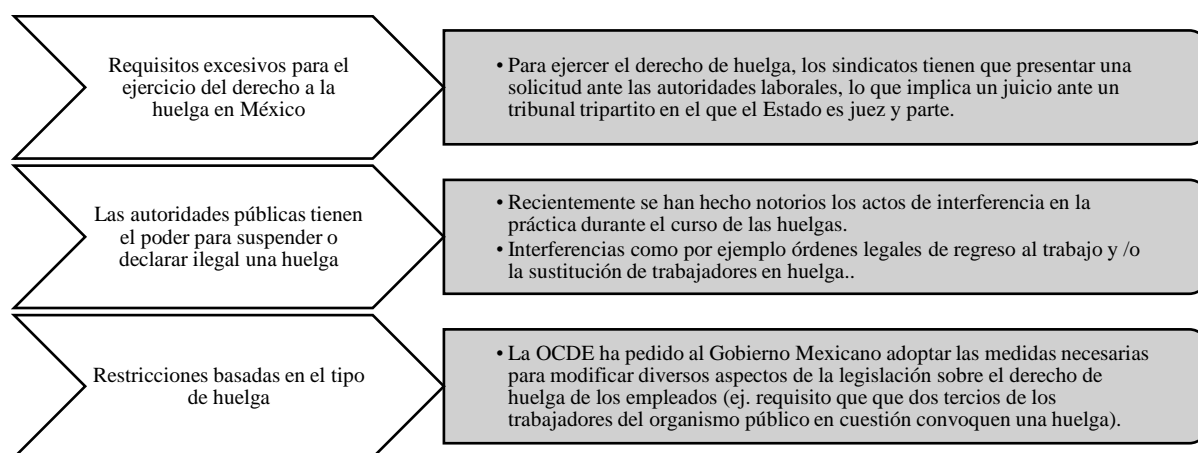 Requisitos excesivos para el
ejercicio del derecho a la
huelga en México
• Para ejercer el derecho de huelga, los sindicatos tienen que presentar una
solicitud ante las autoridades laborales, lo que implica un juicio ante un
tribunal tripartito en el que el Estado es juez y parte.
Las autoridades públicas tienen
el poder para suspender o
declarar ilegal una huelga
• Recientemente se han hecho notorios los actos de interferencia en la
práctica durante el curso de las huelgas.
• Interferencias como por ejemplo órdenes legales de regreso al trabajo y /o
la sustitución de trabajadores en huelga..
Restricciones basadas en el tipo
de huelga
• La OCDE ha pedido al Gobierno Mexicano adoptar las medidas necesarias
para modificar diversos aspectos de la legislación sobre el derecho de
huelga de los empleados (ej. requisito que que dos tercios de los
trabajadores del organismo público en cuestión convoquen una huelga).